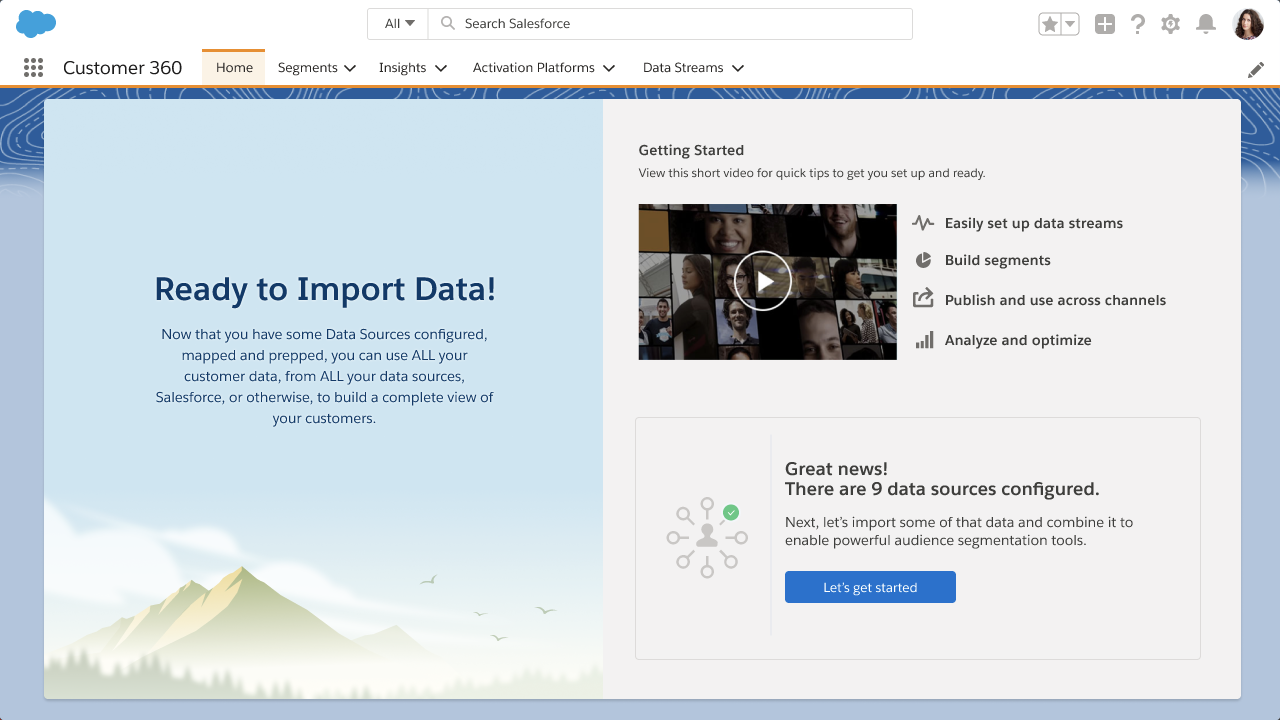 All
Search Salesforce
Customer 360
Home
Segments
Insights
Activation Platforms
Data Streams
Ready to Import Data!
Now that you have some Data Sources configured,
mapped and prepped, you can use ALL your
customer data, from ALL your data sources,
Salesforce, or otherwise, to build a complete view of
your customers.
Getting Started
View this short video for quick tips to get you set up and ready.
Easily set up data streams
Build segments
Publish and use across channels
Analyze and optimize
Great news!
There are 9 data sources configured.
Next, let’s import some of that data and combine it to
enable powerful audience segmentation tools.
Let’s get started